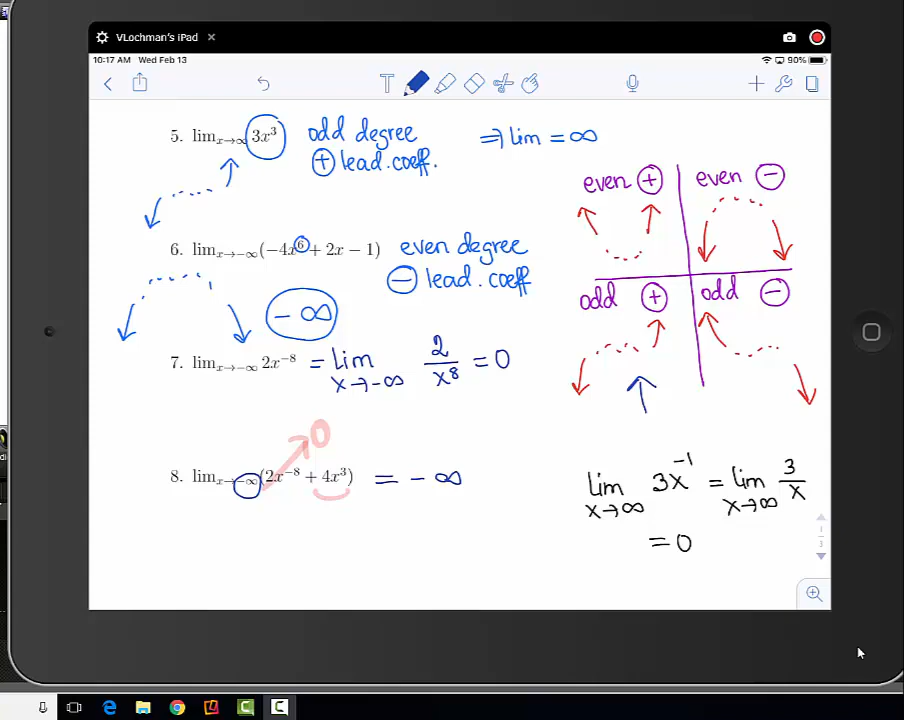 VLochman's iPad ×
10:17 AM Wed Feb 13
90%
T
5. lim_{x→∞} 3x³ odd degree ⇒ lim = ∞
(+) lead. coeff.
even (+) even (−)
6. lim_{x→−∞}(−4x⁶ + 2x − 1) even degree
(−) lead. coeff
− ∞
odd (+) odd (−)
7. lim_{x→−∞} 2x⁻⁸ = lim_{x→−∞} 2/x⁸ = 0
0
8. lim_{x→−∞}(2x⁻⁸ + 4x³) = − ∞
lim_{x→∞} 3x⁻¹ = lim_{x→∞} 3/x
= 0